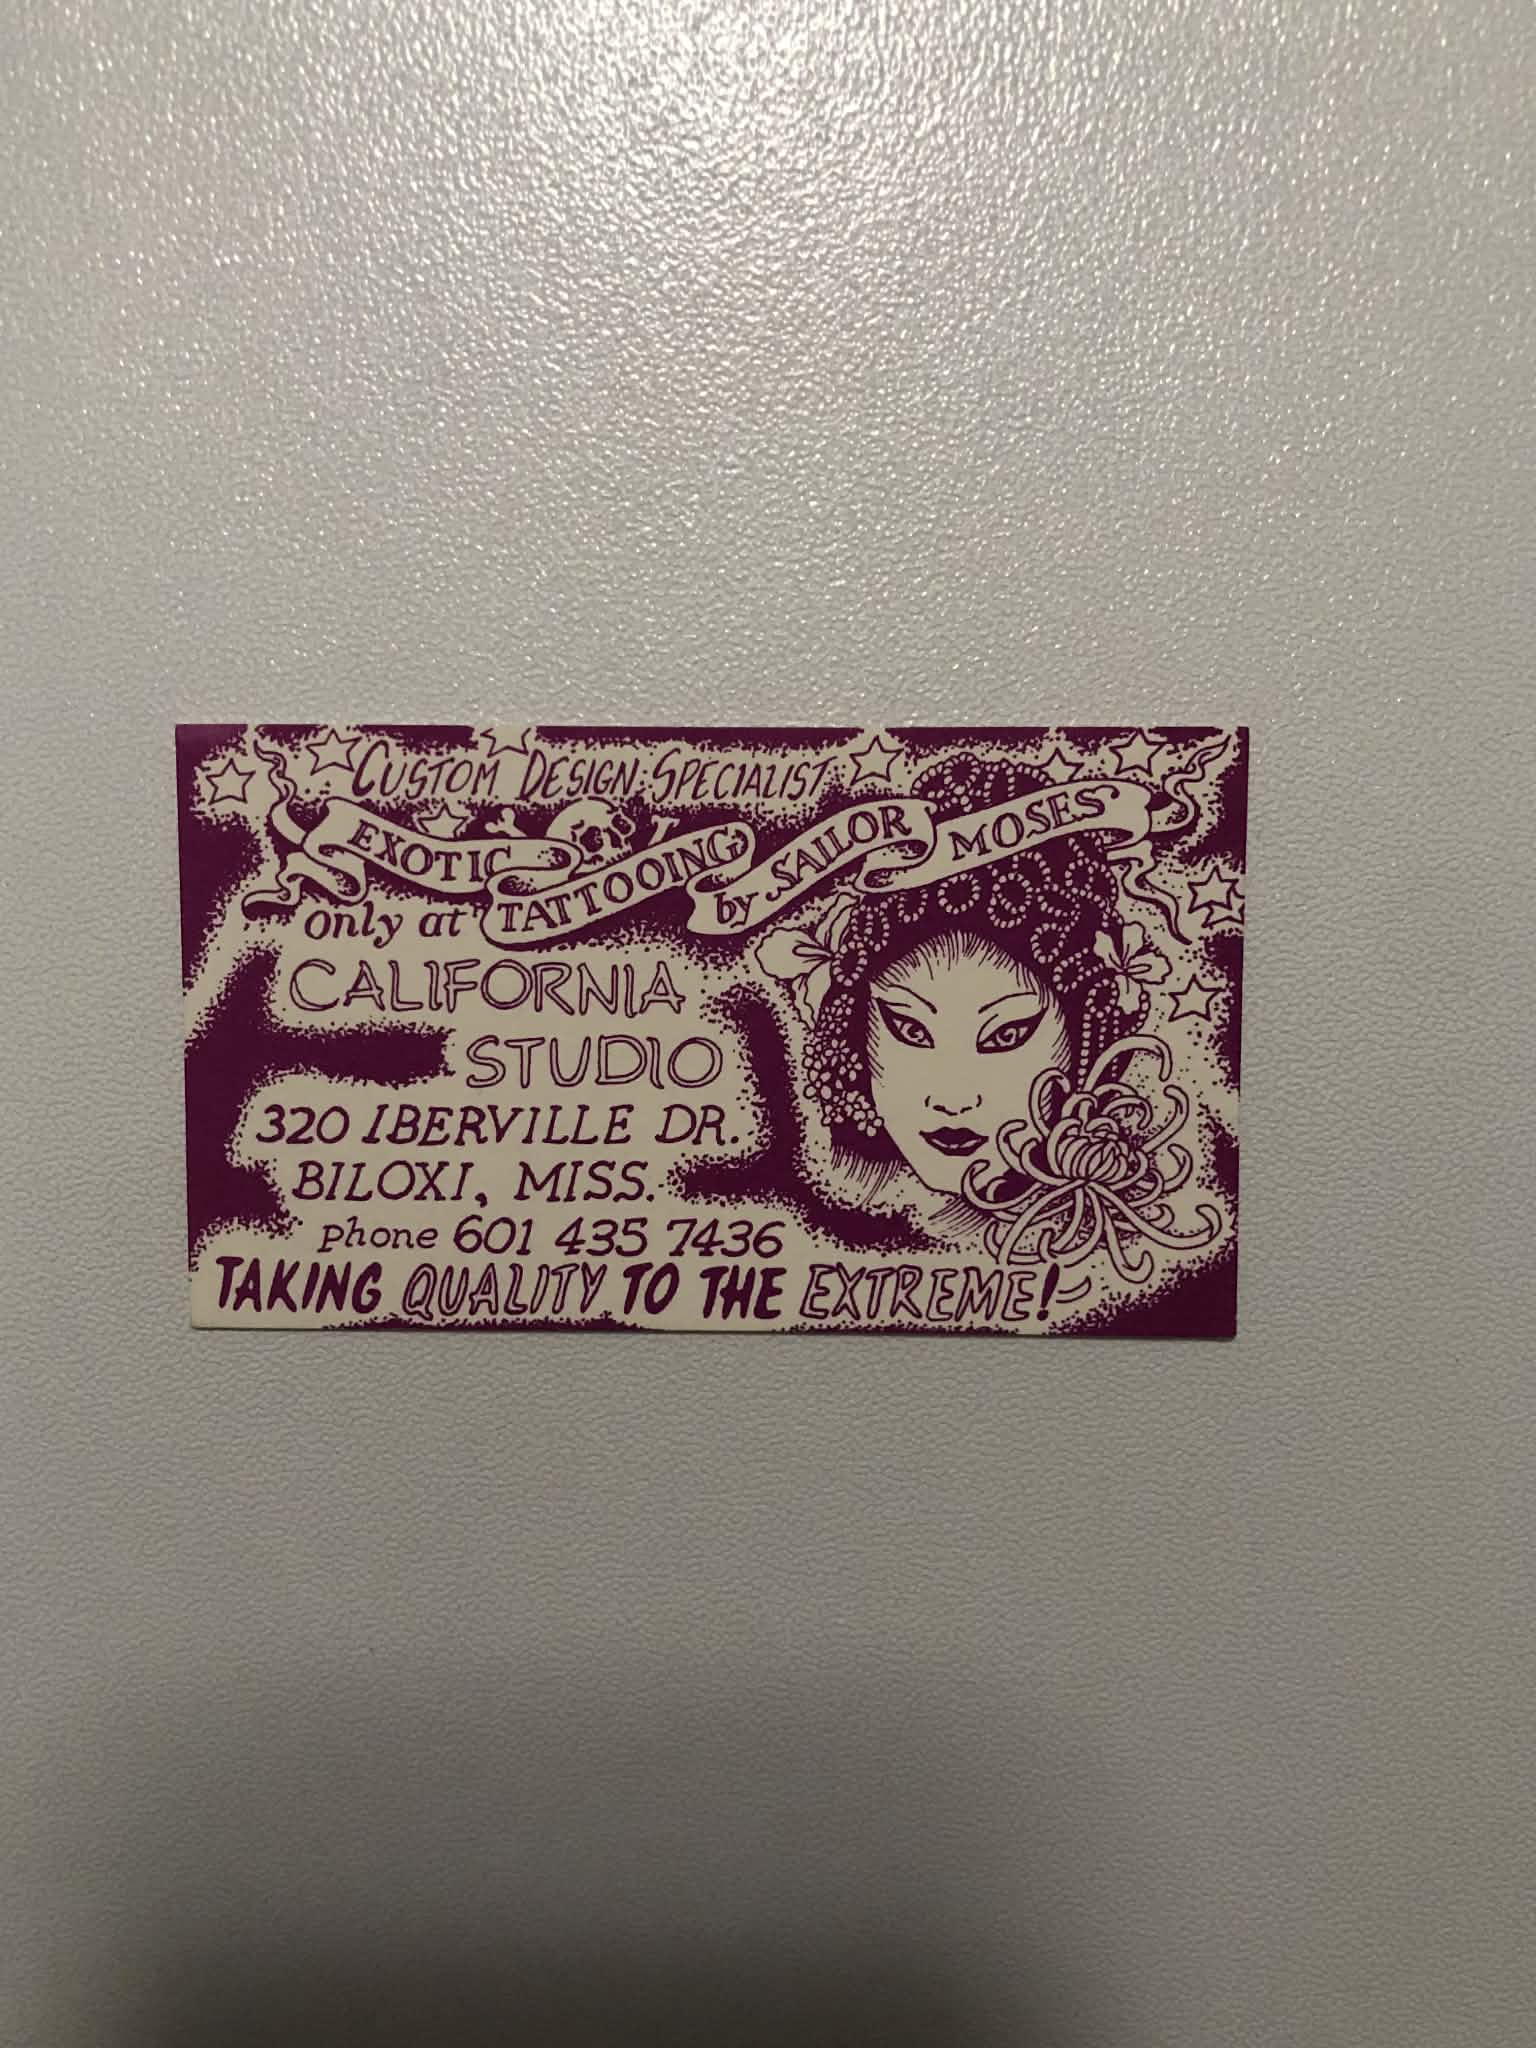 CUSTOM DESIGN SPECIALIST
EXOTIC TATTOOING by SAILOR MOSES
only at
CALIFORNIA
STUDIO
320 IBERVILLE DR.
BILOXI, MISS.
phone 601 435 7436
TAKING QUALITY TO THE EXTREME!